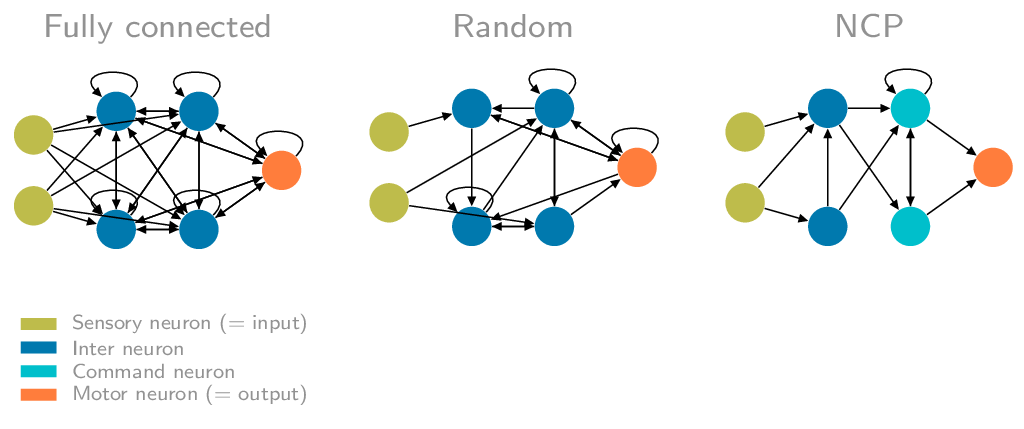 Fully connected
Random
NCP
Sensory neuron (= input)
Inter neuron
Command neuron
Motor neuron (= output)